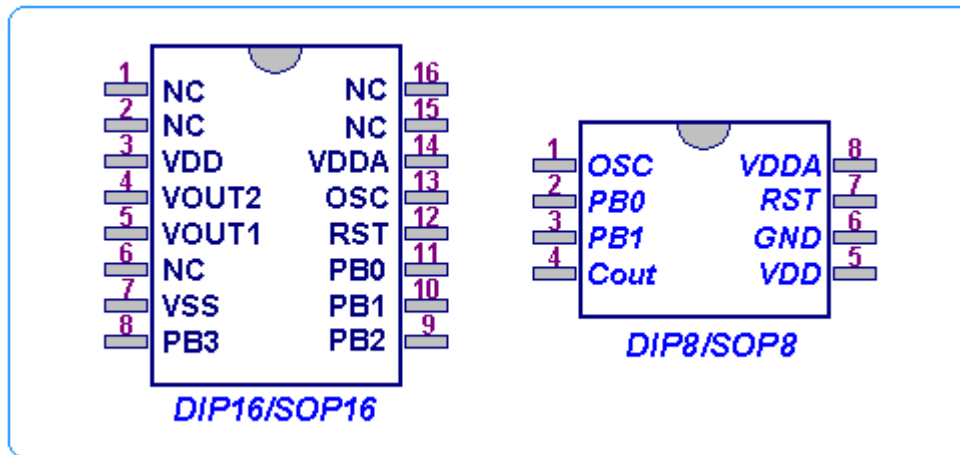 1 NC NC 16
2 NC NC 15
3 VDD VDDA 14
4 VOUT2 OSC 13
5 VOUT1 RST 12
6 NC PB0 11
7 VSS PB1 10
8 PB3 PB2 9
DIP16/SOP16
1 OSC VDDA 8
2 PB0 RST 7
3 PB1 GND 6
4 Cout VDD 5
DIP8/SOP8